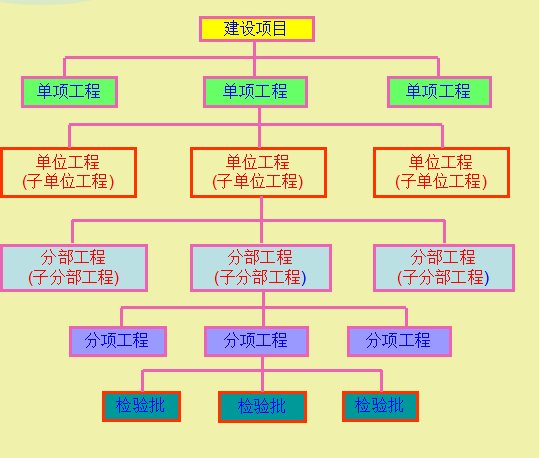 建设项目
单项工程
单项工程
单项工程
单位工程
(子单位工程)
单位工程
(子单位工程)
单位工程
(子单位工程)
分部工程
(子分部工程)
分部工程
(子分部工程)
分部工程
(子分部工程)
分项工程
分项工程
分项工程
检验批
检验批
检验批